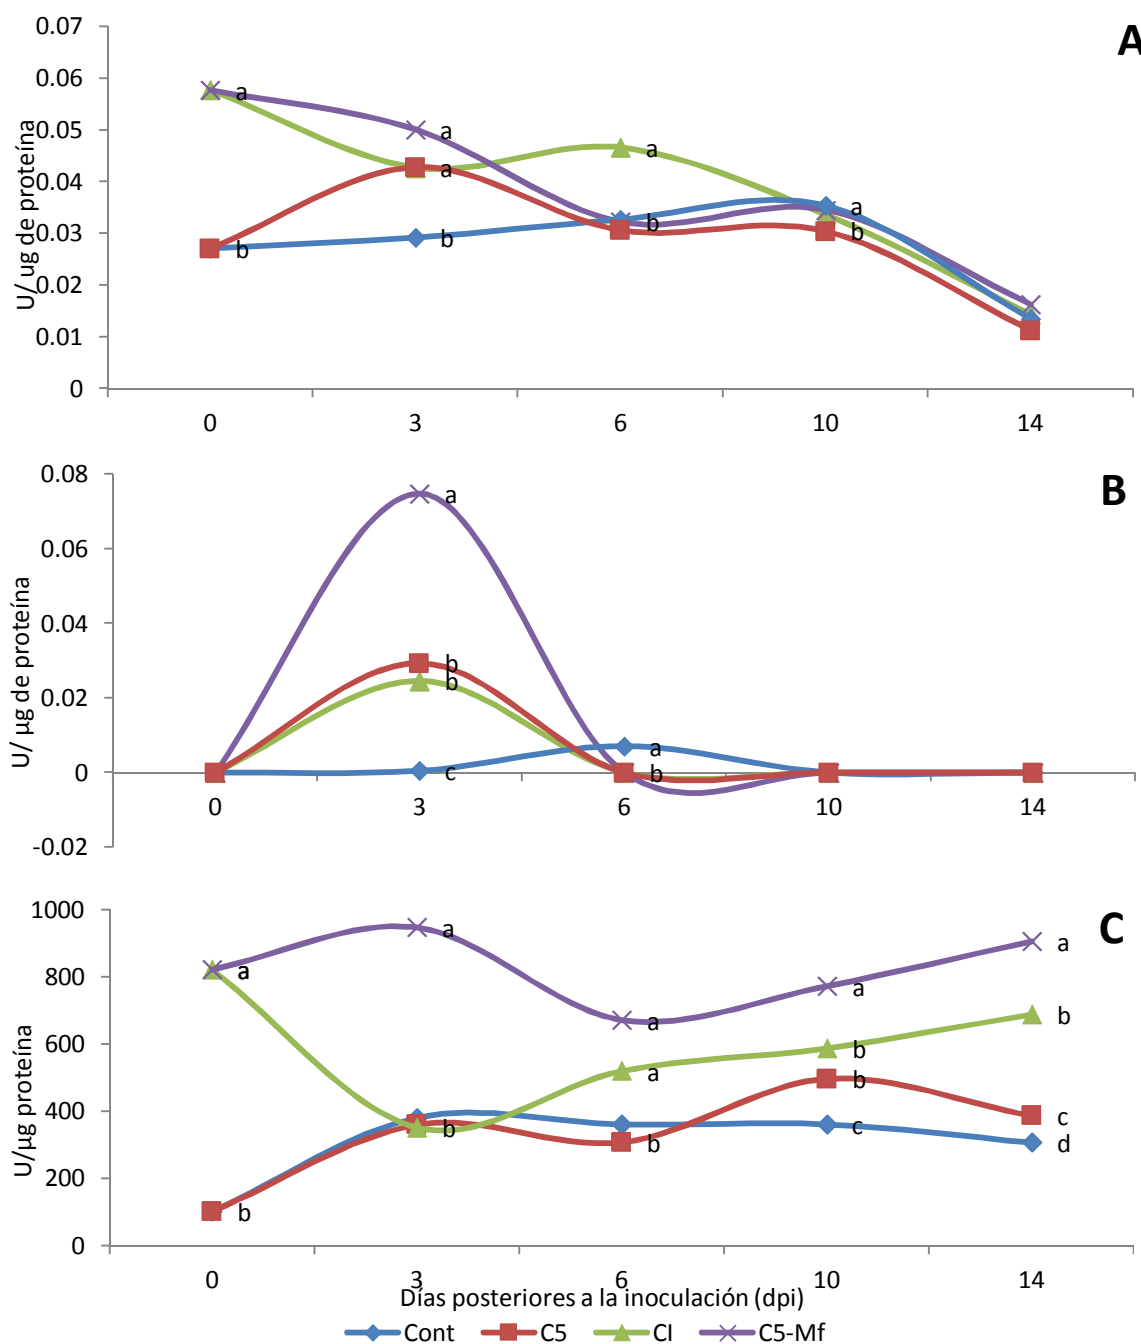 A
0.07
0.06
0.05
0.04
0.03
0.02
0.01
0
U/ ug de proteína
a
a
a
a
a
b
b
b
b
0 3 6 10 14
B
0.08
0.06
0.04
0.02
0
-0.02
U/ µg de proteína
a
b
b
a
c
b
0 3 6 10 14
C
1000
800
600
400
200
0
U/µg proteína
a
a
a
a
a
a
b
b
b
b
c
b
b
c
d
0 3 6 10 14
Días posteriores a la inoculación (dpi)
Cont C5 CI C5-Mf